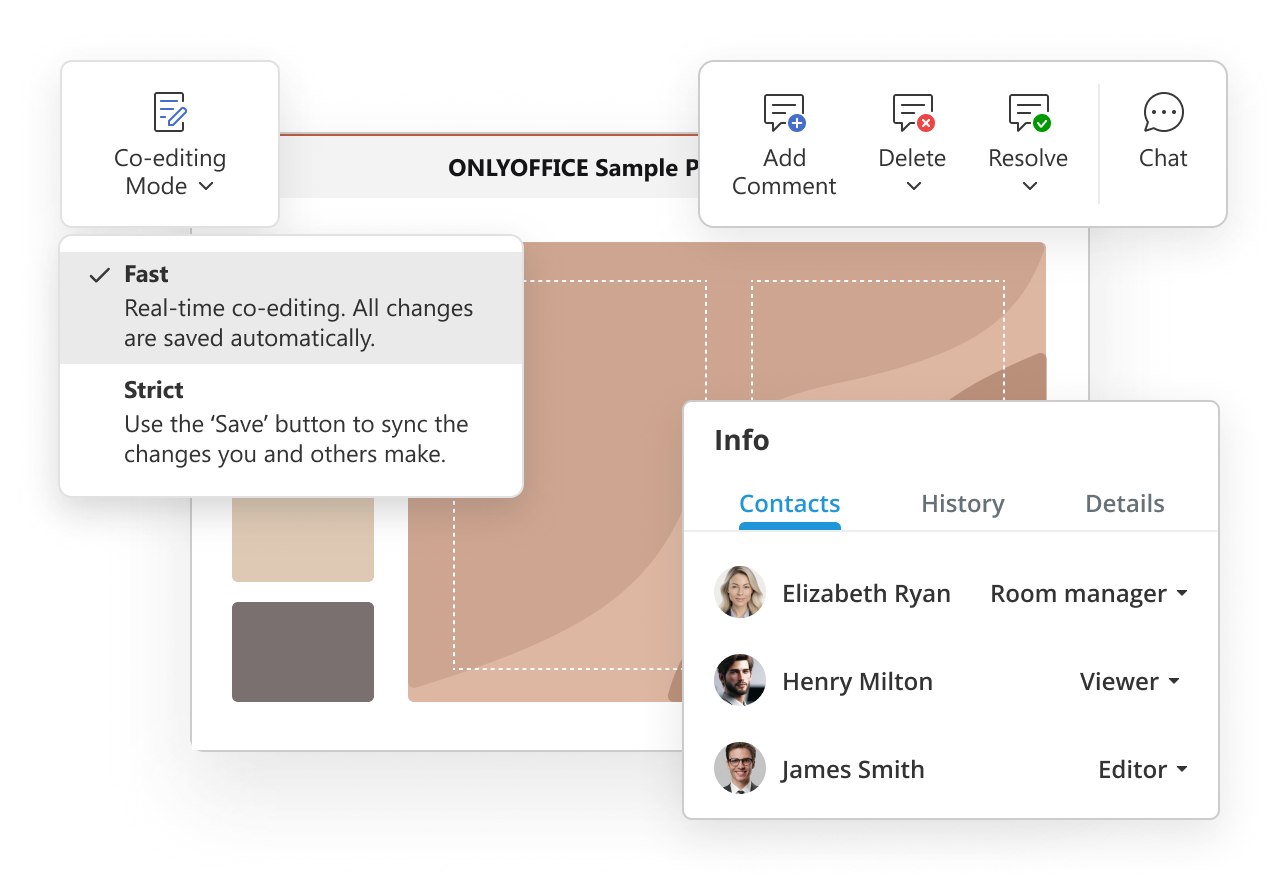 Co-editing
Mode
ONLYOFFICE Sample
Add
Comment
Delete
Resolve
Chat
Fast
Real-time co-editing. All changes
are saved automatically.
Strict
Use the ‘Save’ button to sync the
changes you and others make.
Info
Contacts
History
Details
Elizabeth Ryan
Room manager
Henry Milton
Viewer
James Smith
Editor